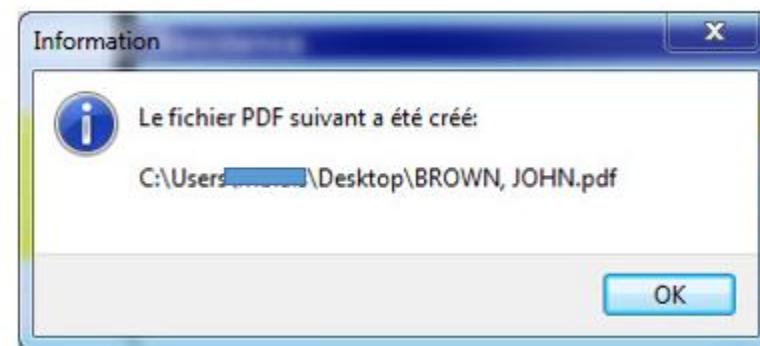 Information
Le fichier PDF suivant a été créé:
C:\Users\ \Desktop\BROWN, JOHN.pdf
OK